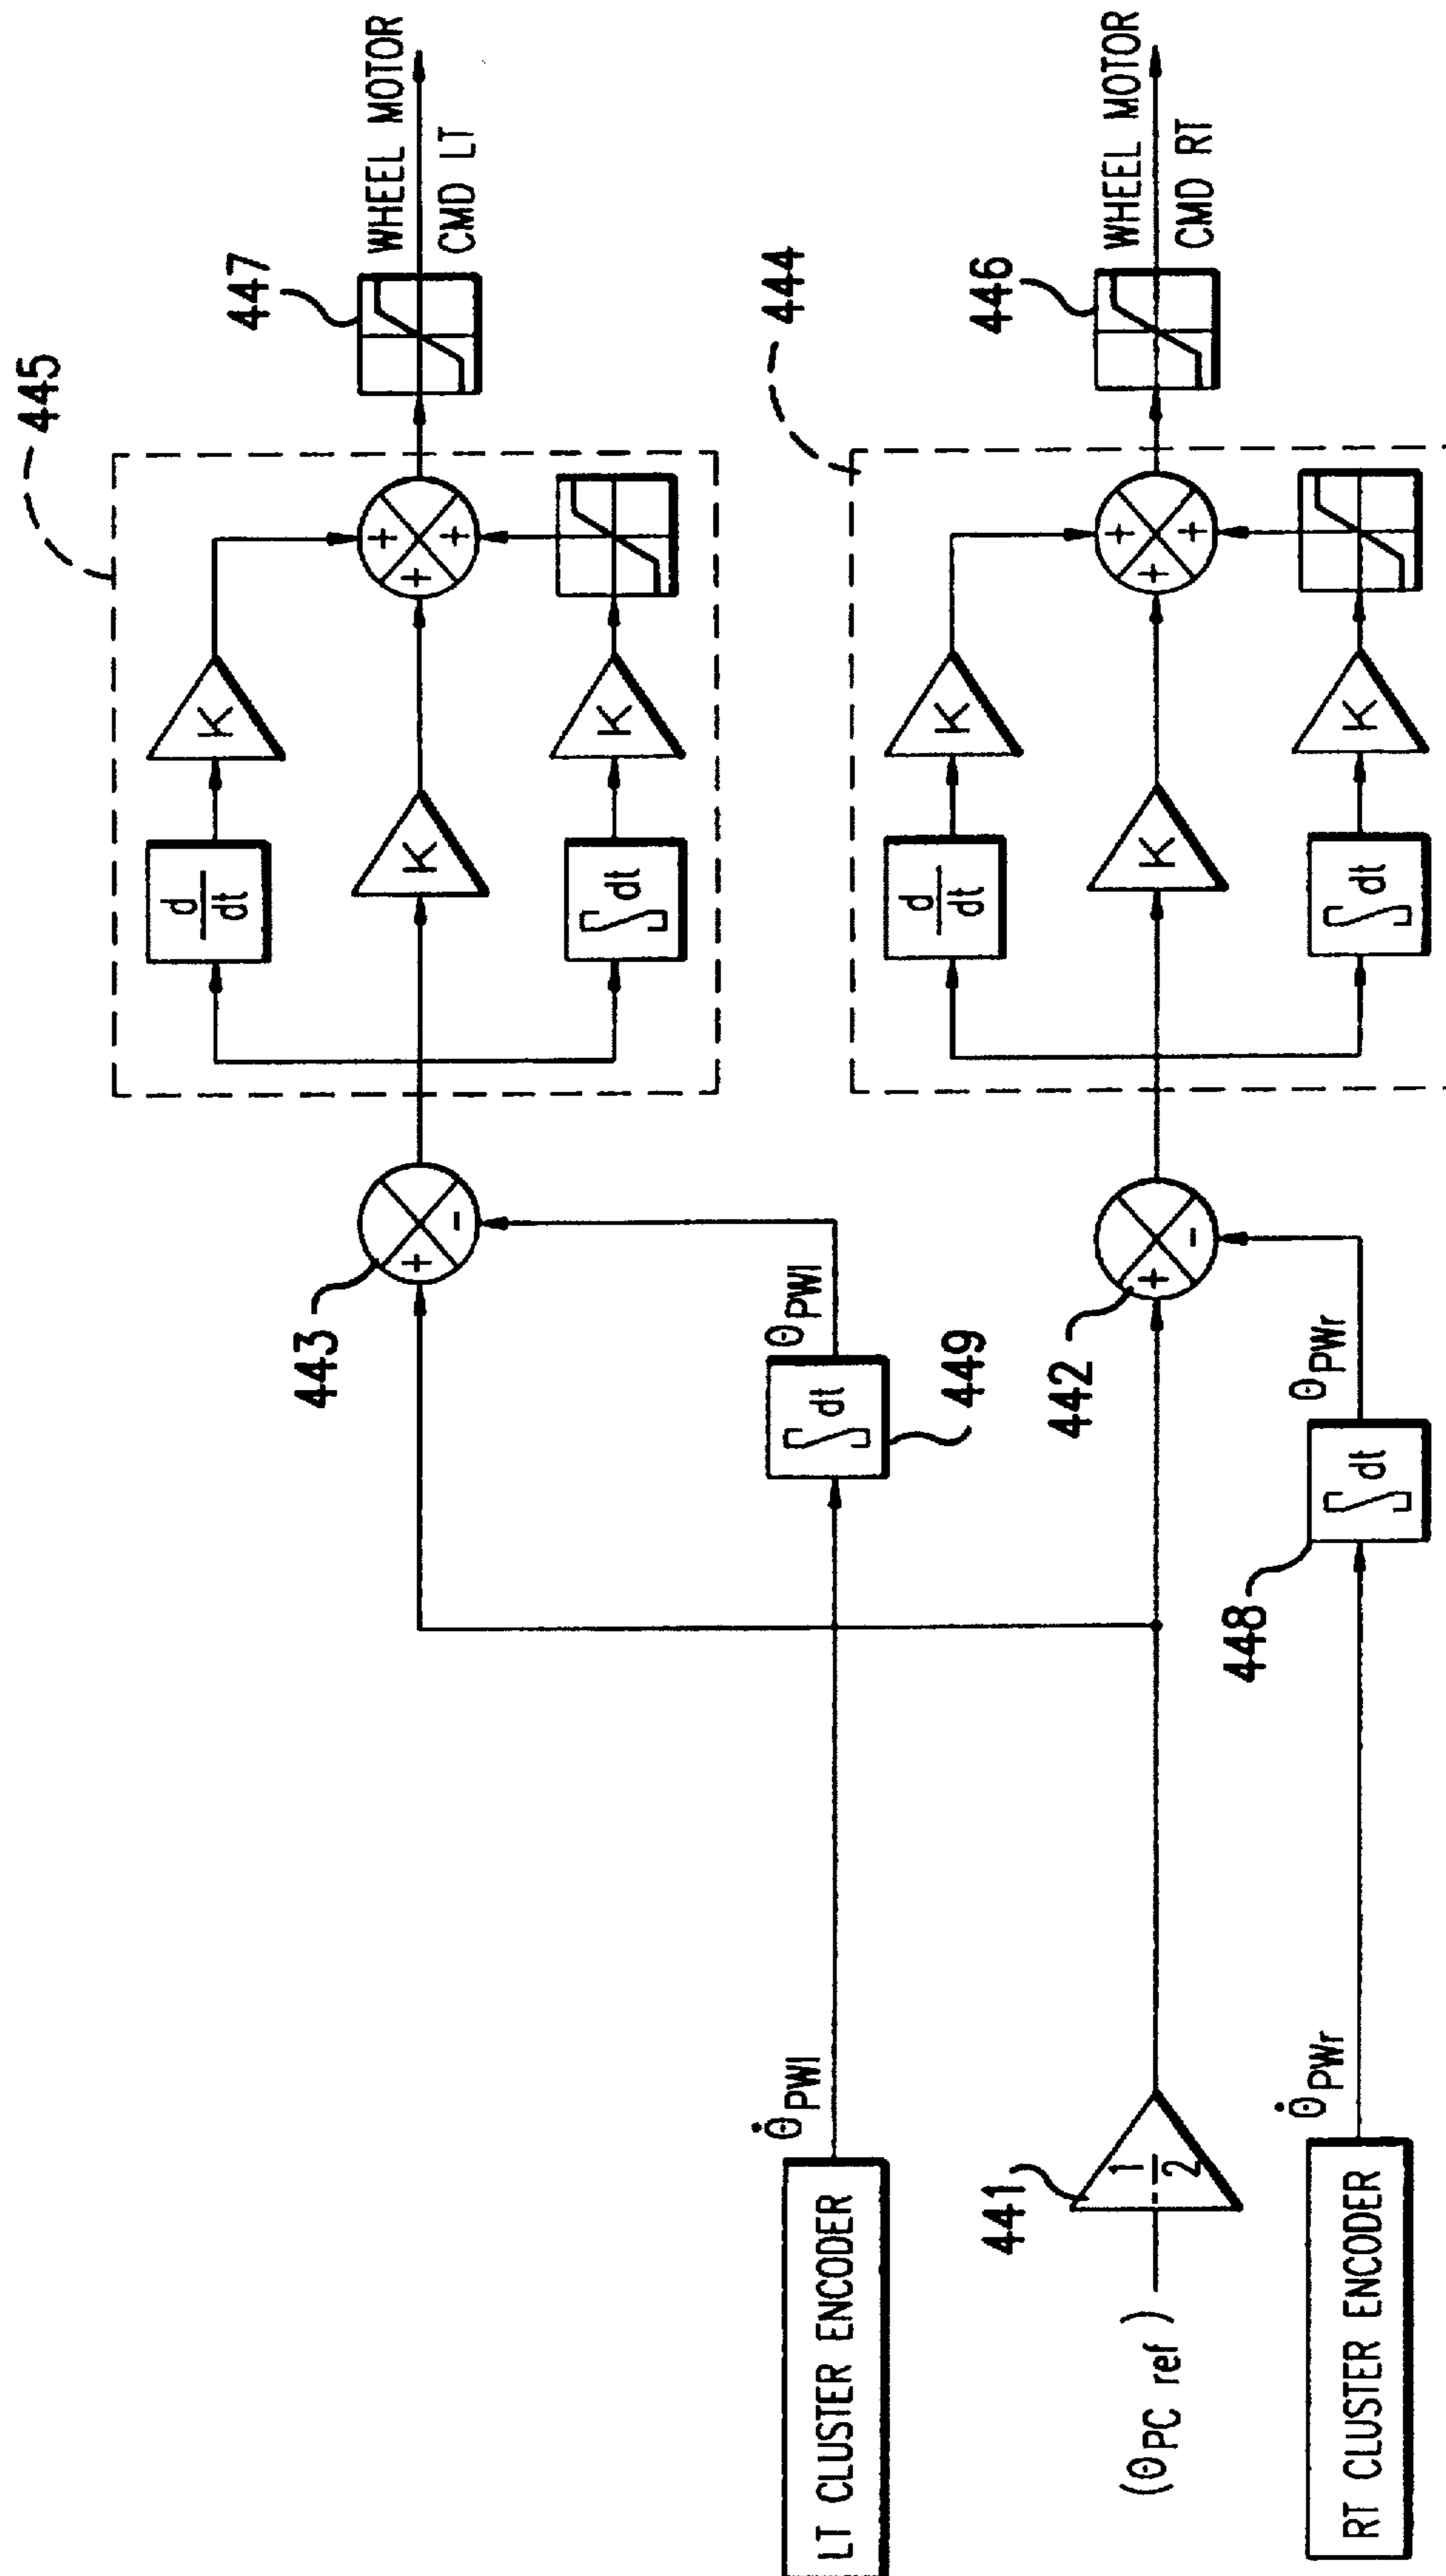 445
447
WHEEL MOTOR
CMD LT
d/dt
K
K
∫ dt
K
+
+
+
443
+
-
θPWl
∫ dt
449
LT CLUSTER ENCODER
θ̇PWl
444
446
WHEEL MOTOR
CMD RT
d/dt
K
K
∫ dt
K
+
+
+
442
+
-
(θPC ref )
1/2
441
θPWr
∫ dt
448
RT CLUSTER ENCODER
θ̇PWr